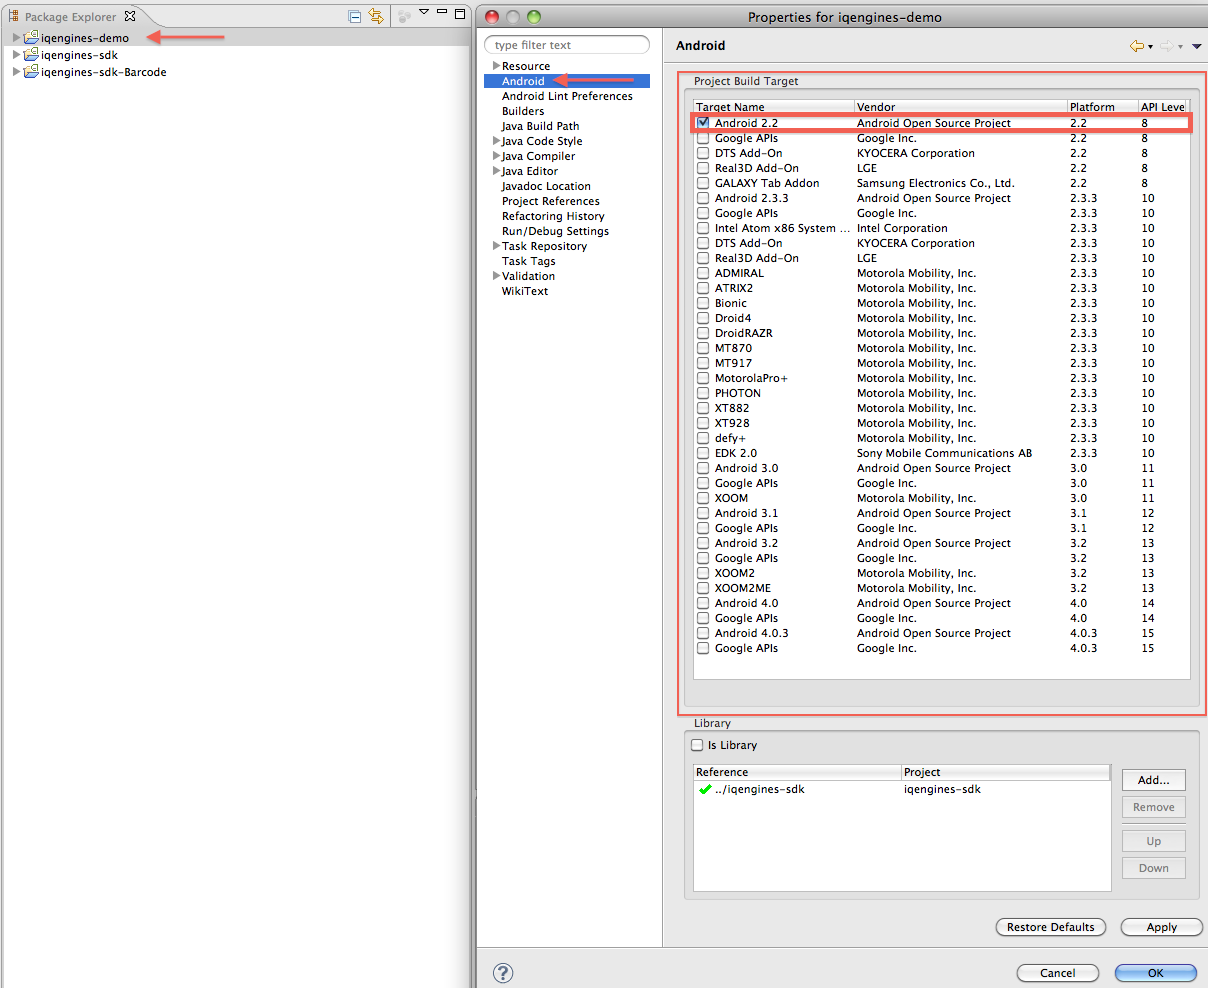 Package Explorer
iqengines-demo
iqengines-sdk
iqengines-sdk-Barcode
Properties for iqengines-demo
type filter text
Resource
Android
Android Lint Preferences
Builders
Java Build Path
Java Code Style
Java Compiler
Java Editor
Javadoc Location
Project References
Refactoring History
Run/Debug Settings
Task Repository
Task Tags
Validation
WikiText
Android
Project Build Target
Target Name Vendor Platform API Leve
Android 2.2 Android Open Source Project 2.2 8
Google APIs Google Inc. 2.2 8
DTS Add-On KYOCERA Corporation 2.2 8
Real3D Add-On LGE 2.2 8
GALAXY Tab Addon Samsung Electronics Co., Ltd. 2.2 8
Android 2.3.3 Android Open Source Project 2.3.3 10
Google APIs Google Inc. 2.3.3 10
Intel Atom x86 System ... Intel Corporation 2.3.3 10
DTS Add-On KYOCERA Corporation 2.3.3 10
Real3D Add-On LGE 2.3.3 10
ADMIRAL Motorola Mobility, Inc. 2.3.3 10
ATRIX2 Motorola Mobility, Inc. 2.3.3 10
Bionic Motorola Mobility, Inc. 2.3.3 10
Droid4 Motorola Mobility, Inc. 2.3.3 10
DroidRAZR Motorola Mobility, Inc. 2.3.3 10
MT870 Motorola Mobility, Inc. 2.3.3 10
MT917 Motorola Mobility, Inc. 2.3.3 10
MotorolaPro+ Motorola Mobility, Inc. 2.3.3 10
PHOTON Motorola Mobility, Inc. 2.3.3 10
XT882 Motorola Mobility, Inc. 2.3.3 10
XT928 Motorola Mobility, Inc. 2.3.3 10
defy+ Motorola Mobility, Inc. 2.3.3 10
EDK 2.0 Sony Mobile Communications AB 2.3.3 10
Android 3.0 Android Open Source Project 3.0 11
Google APIs Google Inc. 3.0 11
XOOM Motorola Mobility, Inc. 3.0 11
Android 3.1 Android Open Source Project 3.1 12
Google APIs Google Inc. 3.1 12
Android 3.2 Android Open Source Project 3.2 13
Google APIs Google Inc. 3.2 13
XOOM2 Motorola Mobility, Inc. 3.2 13
XOOM2ME Motorola Mobility, Inc. 3.2 13
Android 4.0 Android Open Source Project 4.0 14
Google APIs Google Inc. 4.0 14
Android 4.0.3 Android Open Source Project 4.0.3 15
Google APIs Google Inc. 4.0.3 15
Library
Is Library
Reference Project
../iqengines-sdk iqengines-sdk
Add...
Remove
Up
Down
Restore Defaults Apply
? Cancel OK